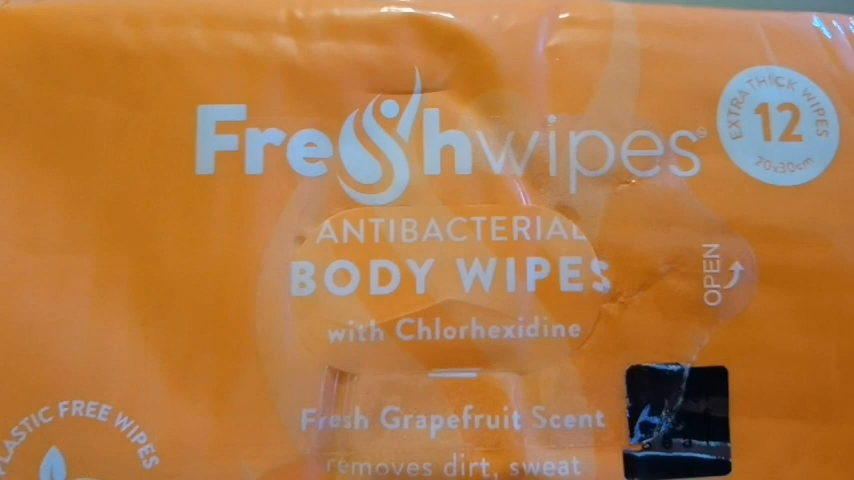 Freshwipes®
EXTRA THICK WIPES
12
20x30cm
ANTIBACTERIAL
BODY WIPES
with Chlorhexidine
OPEN
Fresh Grapefruit Scent
removes dirt, sweat
PLASTIC FREE WIPES